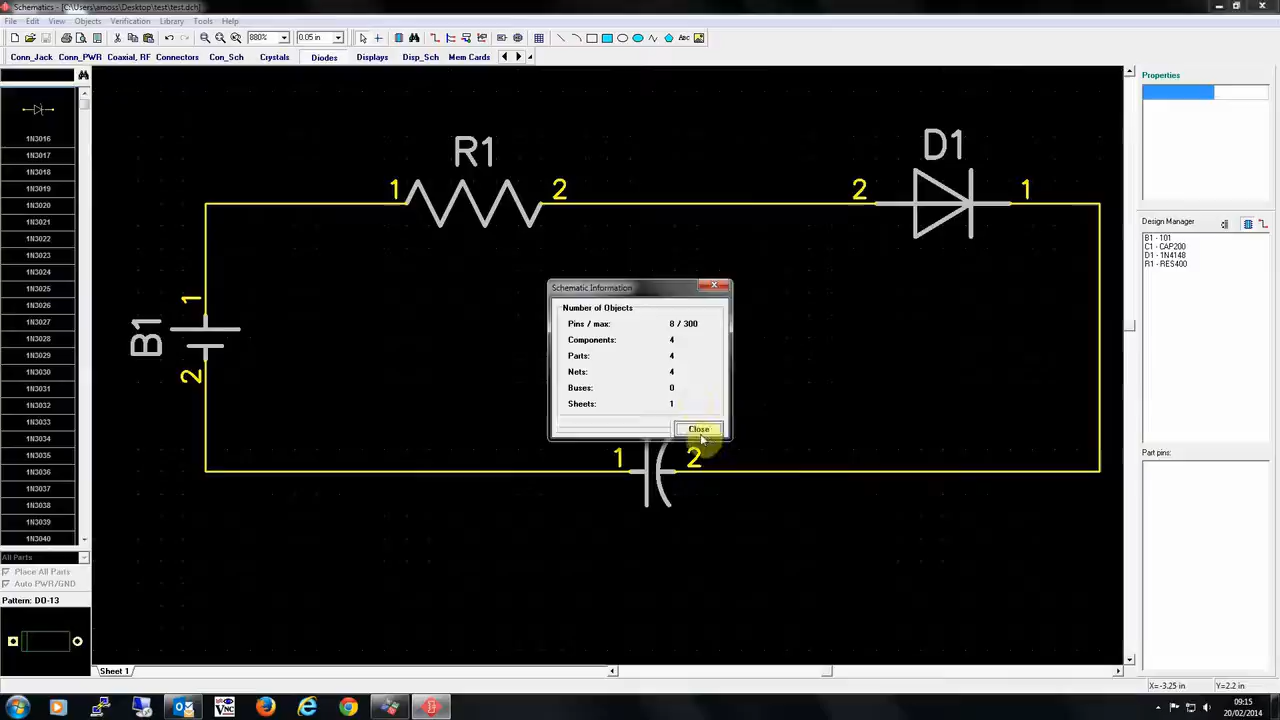 Schematics - [C:\Users\amoss\Desktop\test\test.dch]
File Edit View Objects Verification Library Tools Help
880% 0.05 in Abc
Conn_Jack Conn_PWR Coaxial, RF Connectors Con_Sch Crystals Diodes Displays Disp_Sch Mem Cards
1N3016
1N3017
1N3018
1N3019
1N3020
1N3021
1N3022
1N3023
1N3024
1N3025
1N3026
1N3027
1N3028
1N3029
1N3030
1N3031
1N3032
1N3033
1N3034
1N3035
1N3036
1N3037
1N3038
1N3039
1N3040
All Parts
Place All Parts
Auto PWR/GND
Pattern: DO-13
R1
1 2
D1
2 1
B1
1
2
1 2
Schematic Information
Number of Objects
Pins / max: 8 / 300
Components: 4
Parts: 4
Nets: 4
Buses: 0
Sheets: 1
Close
Sheet 1
Properties
Design Manager
B1 - 101
C1 - CAP200
D1 - 1N4148
R1 - RES400
Part pins:
X= -3.25 in Y=2.2 in
VNC
09:15
20/02/2014